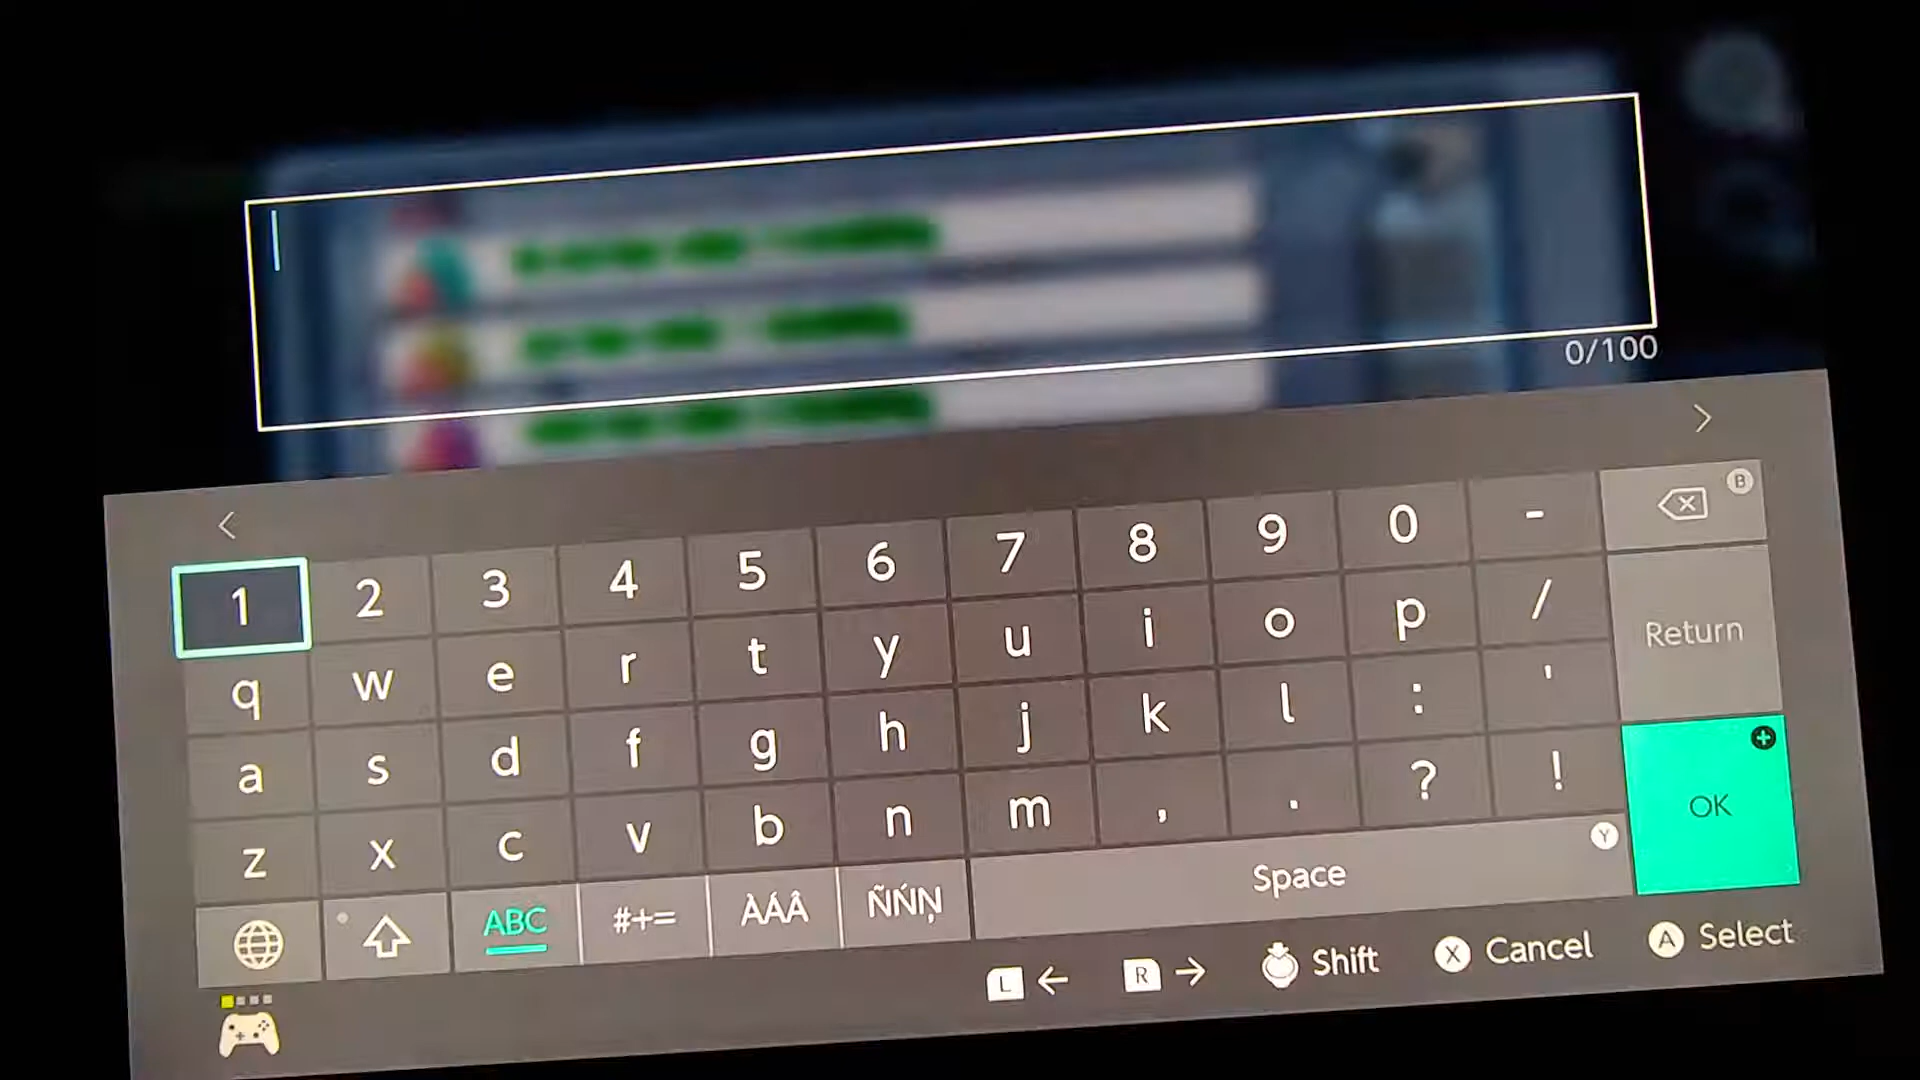 0/100
1 2 3 4 5 6 7 8 9 0 - B
q w e r t y u i o p / Return
a s d f g h j k l : '
z x c v b n m , . ? ! OK
ABC #+= ÀÁÂ ÑŃŅ Space Y
L ← R → Shift X Cancel A Select